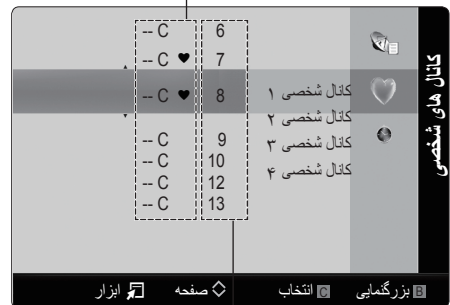 کانال های شخصی
کانال شخصی ۱
کانال شخصی ۲
کانال شخصی ۳
کانال شخصی ۴
6 C --
7 ♥ C --
8 ♥ C --
9 C --
10 C --
12 C --
13 C --
B بزرگنمایی C انتخاب صفحه ابزار